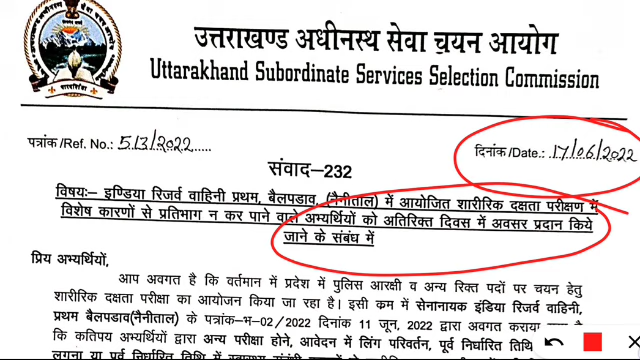 उत्तराखण्ड अधीनस्थ सेवा चयन आयोग
Uttarakhand Subordinate Services Selection Commission
पत्रांक /Ref. No.: 513/2022
दिनांक/Date.: 17/06/2022
संवाद-232
विषयः– इण्डिया रिजर्व वाहिनी प्रथम, बैलपडाव, (नैनीताल) में आयोजित शारीरिक दक्षता परीक्षण में
विशेष कारणों से प्रतिभाग न कर पाने वाले अभ्यर्थियों को अतिरिक्त दिवस में अवसर प्रदान किये
जाने के संबंध में
प्रिय अभ्यर्थियों,
आप अवगत है कि वर्तमान में प्रदेश में पुलिस आरक्षी व अन्य रिक्त पदों पर चयन हेतु
शारीरिक दक्षता परीक्षा का आयोजन किया जा रहा है। इसी क्रम में सेनानायक इण्डिया रिजर्व वाहिनी,
प्रथम बैलपडाव(नैनीताल) के पत्रांक-भ-02/2022 दिनांक 11 जून, 2022 द्वारा अवगत कराया
कि कतिपय अभ्यर्थियों द्वारा अन्य परीक्षा होने, आवेदन में लिंग परिवर्तन, पूर्व निर्धारित तिथि
लगना या पूर्व निर्धारित तिथि में